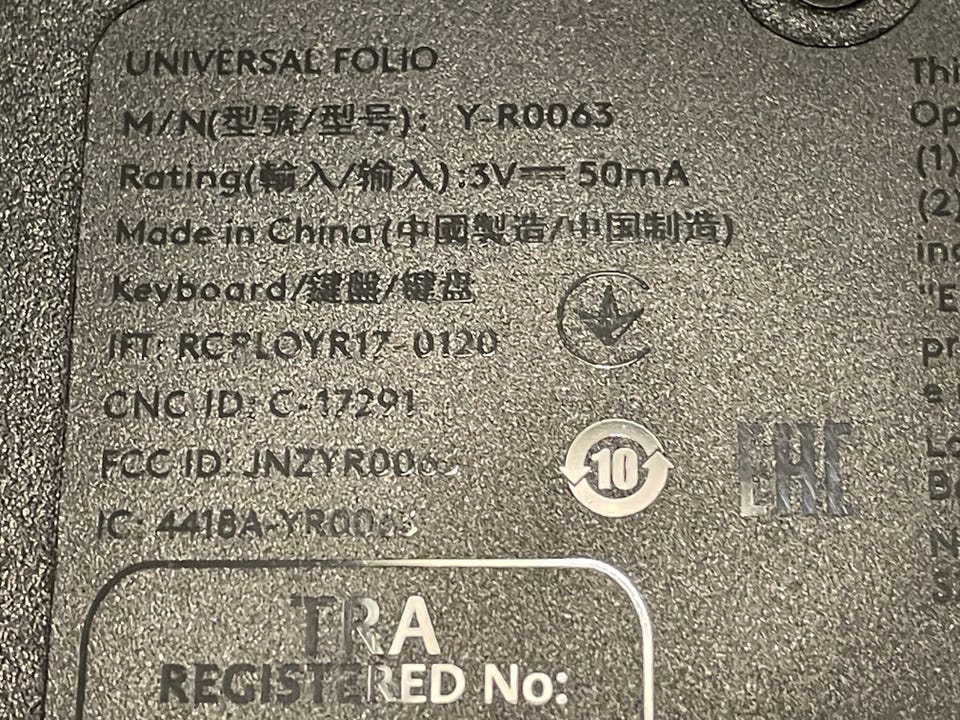 UNIVERSAL FOLIO
M/N(型號/型号): Y-R0063
Rating(輸入/输入):3V⎓ 50mA
Made in China(中國製造/中国制造)
Keyboard/鍵盤/键盘
IFT: RCPLOYR17-0120
CNC ID: C-17291
FCC ID: JNZYR0063
IC: 4418A-YR0063
10
EAC
TRA
REGISTERED No:
(1)
(2)